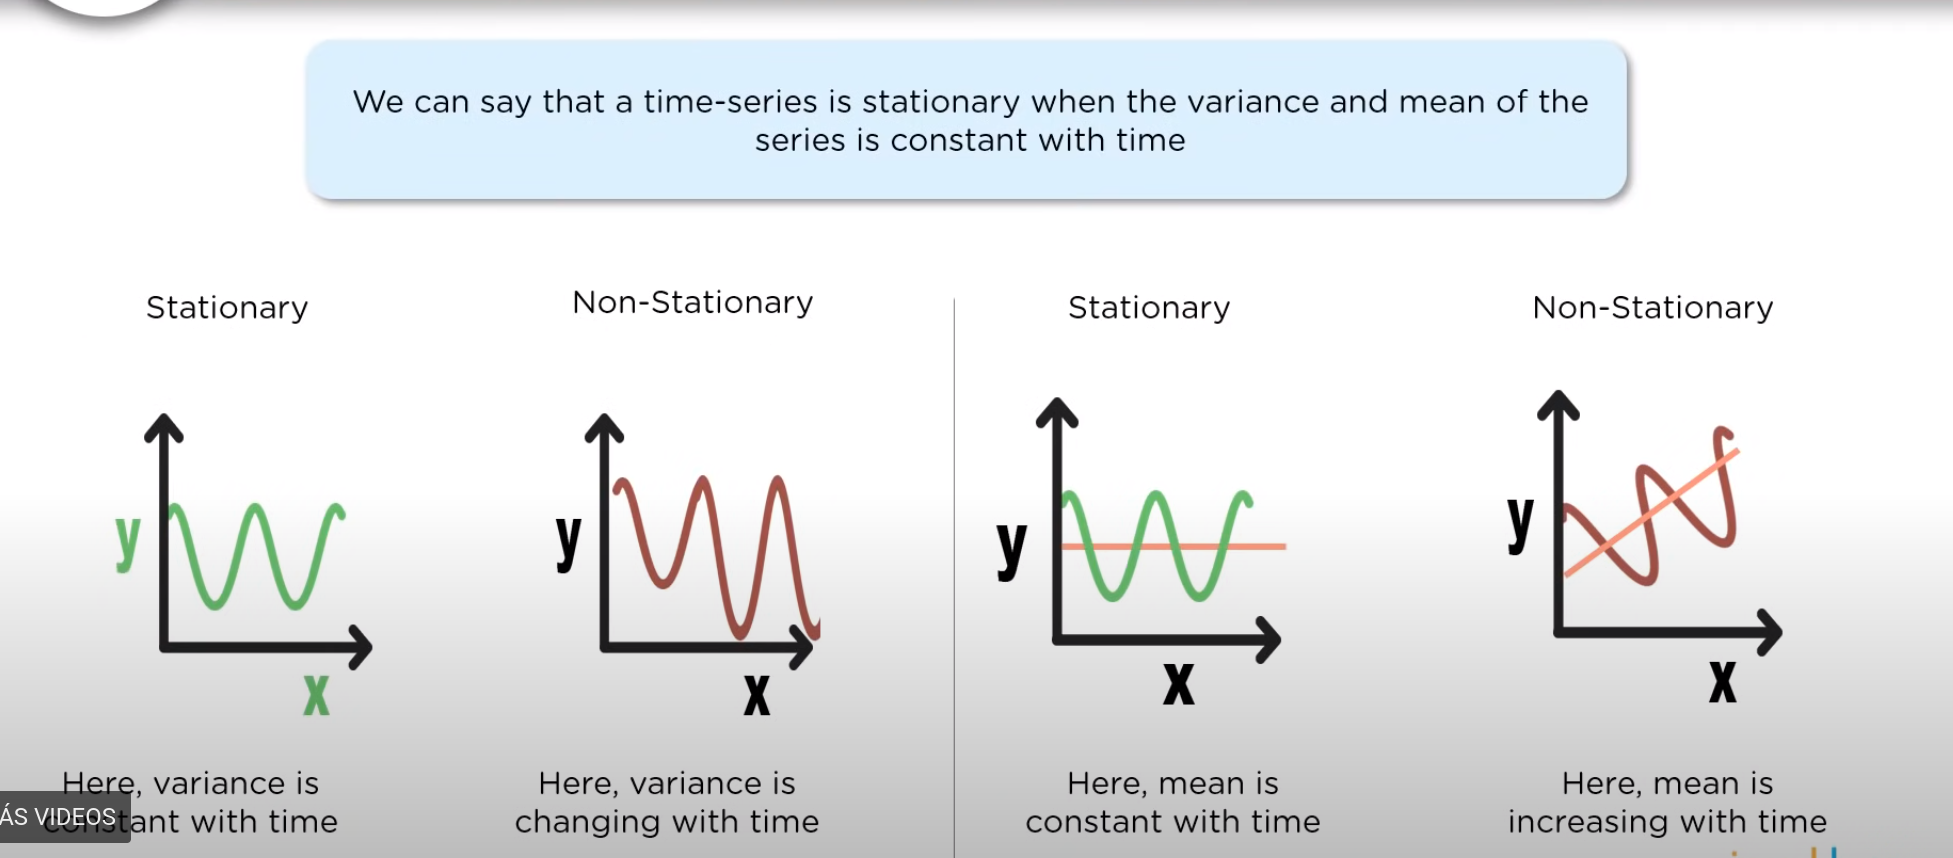 We can say that a time-series is stationary when the variance and mean of the
series is constant with time
Stationary
Non-Stationary
Stationary
Non-Stationary
y
x
y
x
y
x
y
x
Here, variance is
constant with time
Here, variance is
changing with time
Here, mean is
constant with time
Here, mean is
increasing with time
ÁS VIDEOS